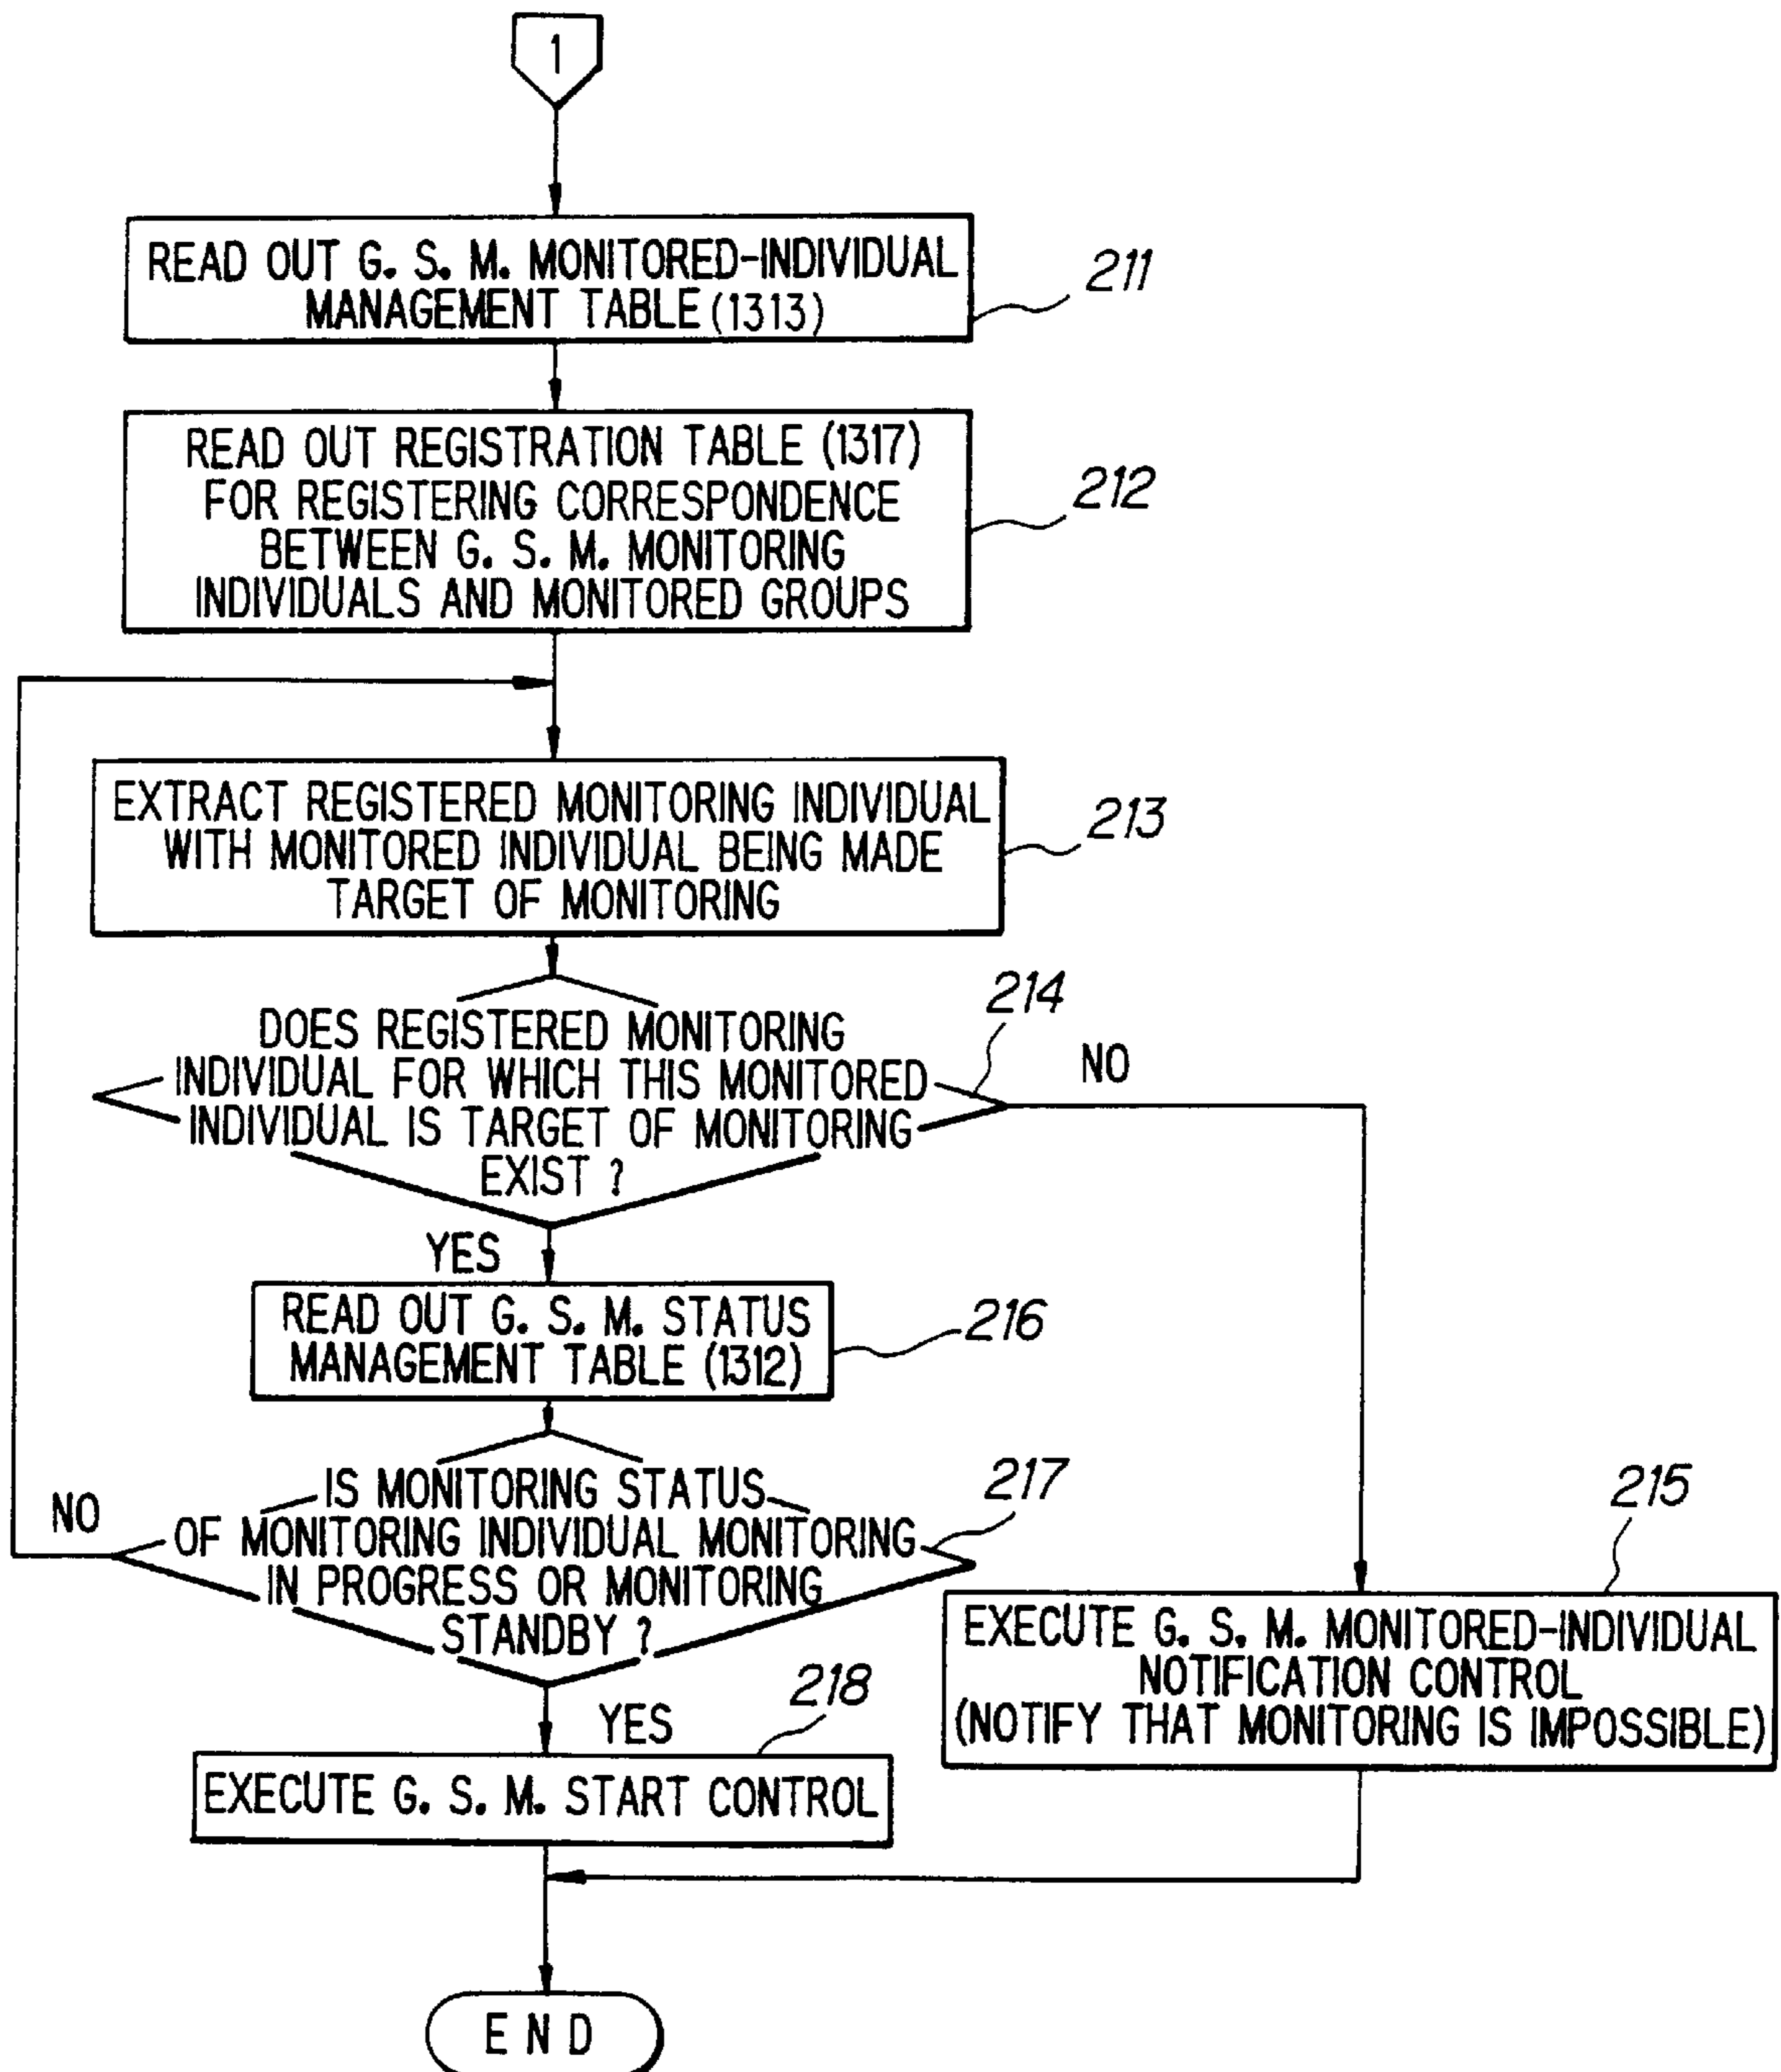 1
READ OUT G. S. M. MONITORED-INDIVIDUAL
MANAGEMENT TABLE (1313)
211
READ OUT REGISTRATION TABLE (1317)
FOR REGISTERING CORRESPONDENCE
BETWEEN G. S. M. MONITORING
INDIVIDUALS AND MONITORED GROUPS
212
EXTRACT REGISTERED MONITORING INDIVIDUAL
WITH MONITORED INDIVIDUAL BEING MADE
TARGET OF MONITORING
213
DOES REGISTERED MONITORING
INDIVIDUAL FOR WHICH THIS MONITORED
INDIVIDUAL IS TARGET OF MONITORING
EXIST ?
214
NO
YES
READ OUT G. S. M. STATUS
MANAGEMENT TABLE (1312)
216
IS MONITORING STATUS
OF MONITORING INDIVIDUAL MONITORING
IN PROGRESS OR MONITORING
STANDBY ?
217
NO
YES
215
EXECUTE G. S. M. MONITORED-INDIVIDUAL
NOTIFICATION CONTROL
(NOTIFY THAT MONITORING IS IMPOSSIBLE)
218
EXECUTE G. S. M. START CONTROL
END